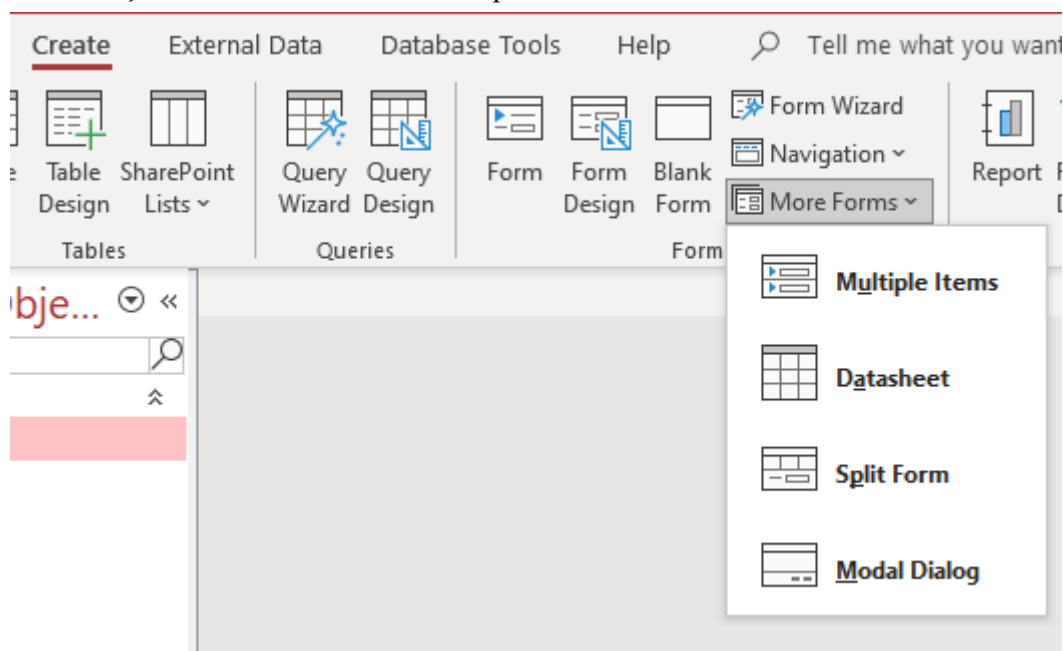 Create External Data Database Tools Help Tell me what you want
Form Wizard
Navigation
More Forms
Table Design SharePoint Lists Query Wizard Query Design Form Form Design Blank Form Report
Tables Queries Form
Multiple Items
Datasheet
Split Form
Modal Dialog